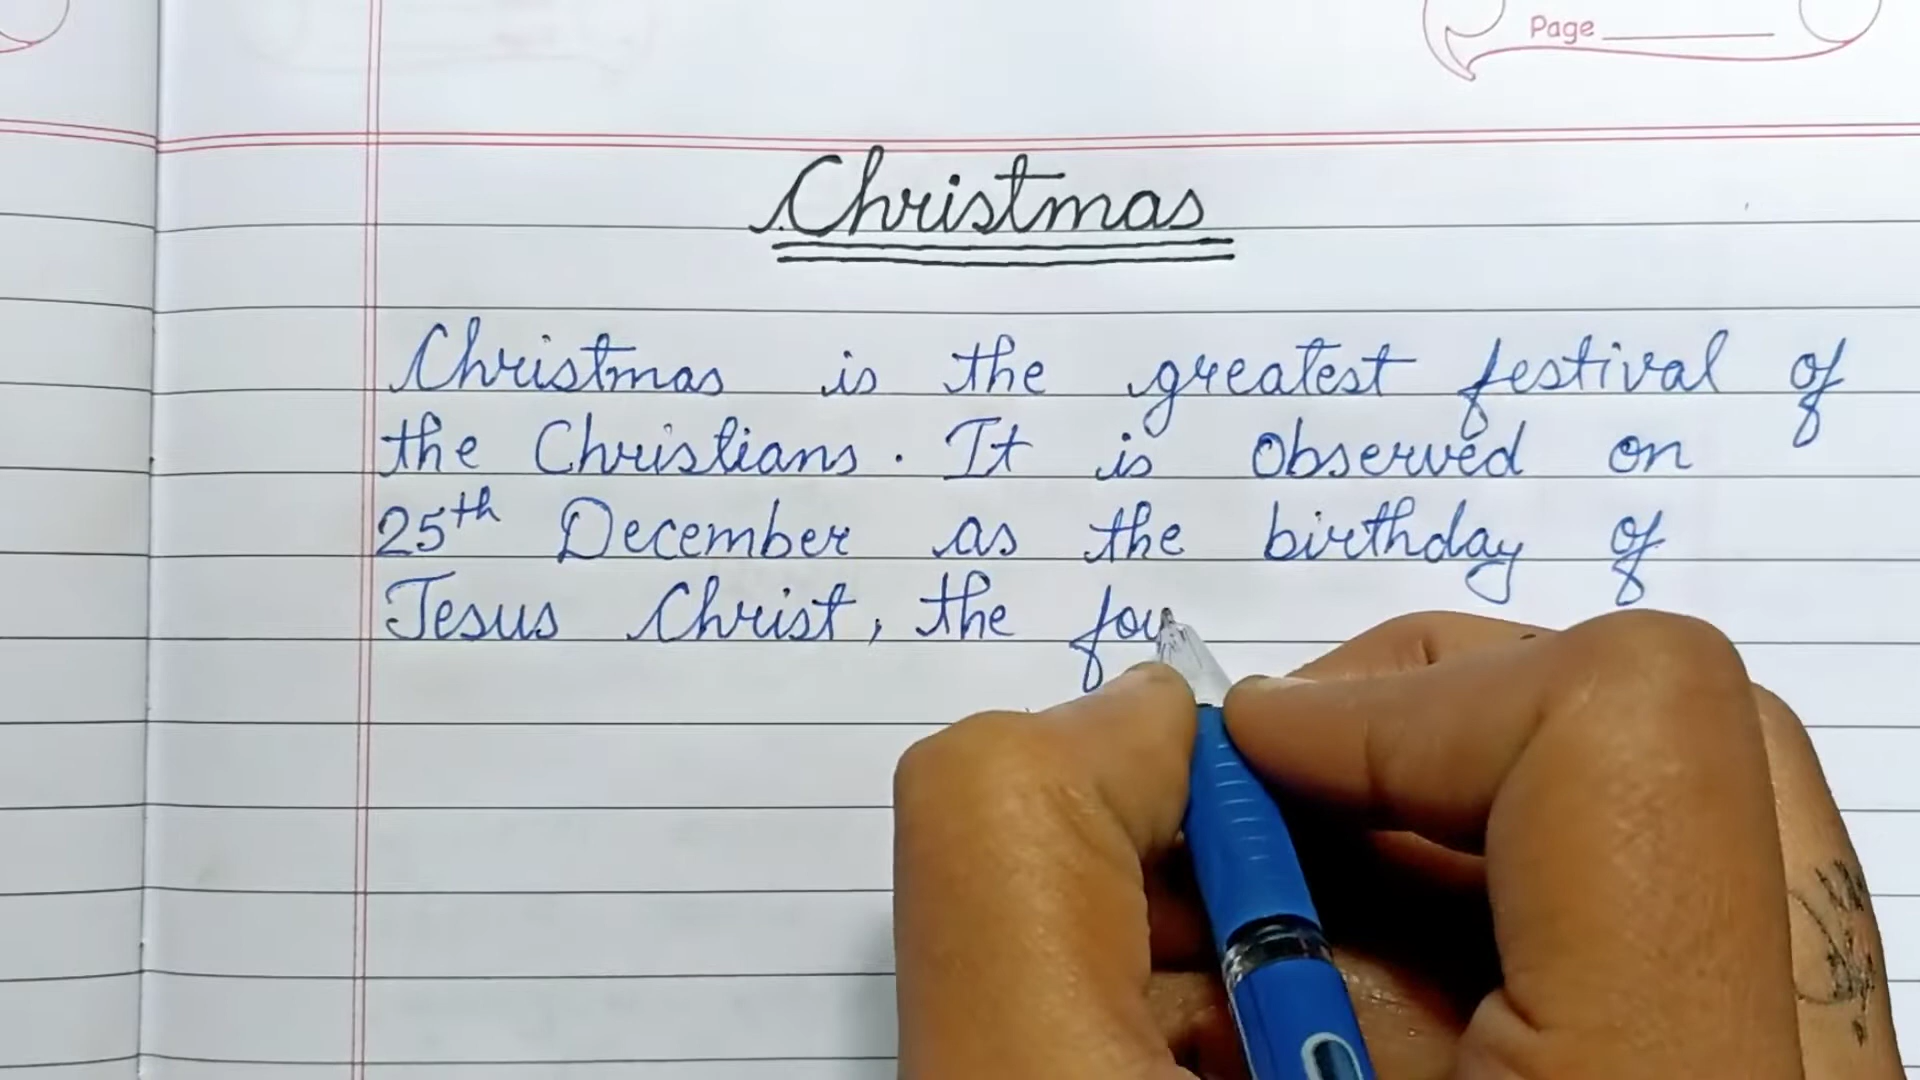 Page
Christmas
Christmas is the greatest festival of
the Christians. It is observed on
25th December as the birthday of
Jesus Christ, the fou